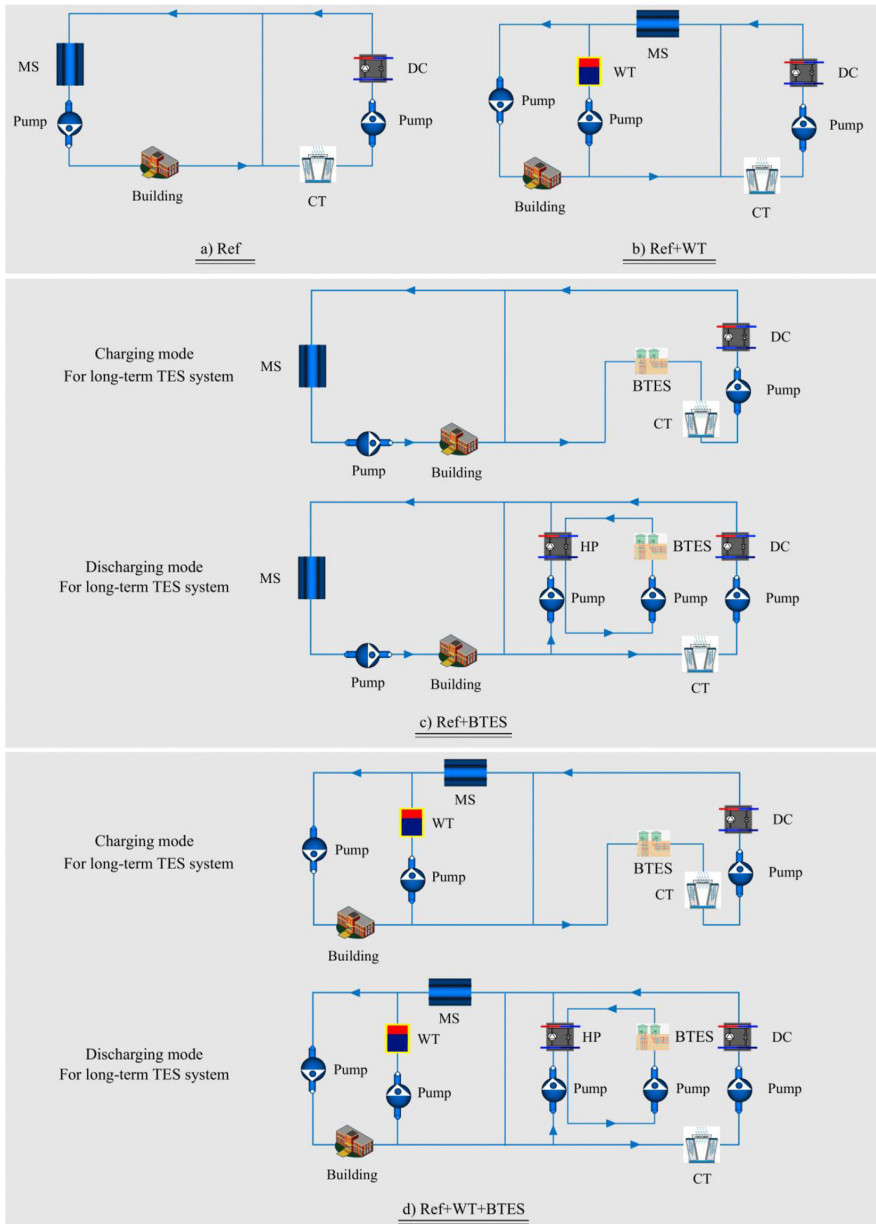 MS
DC
Pump
Pump
Building
CT
a) Ref
MS
WT
DC
Pump
Pump
Pump
Building
CT
b) Ref+WT
Charging mode
For long-term TES system
MS
DC
BTES
Pump
CT
Pump
Building
Discharging mode
For long-term TES system
MS
HP
BTES
DC
Pump
Pump
Pump
Pump
Building
CT
c) Ref+BTES
Charging mode
For long-term TES system
MS
WT
DC
Pump
BTES
Pump
CT
Pump
Building
Discharging mode
For long-term TES system
MS
WT
HP
BTES
DC
Pump
Pump
Pump
Pump
Pump
Building
CT
d) Ref+WT+BTES